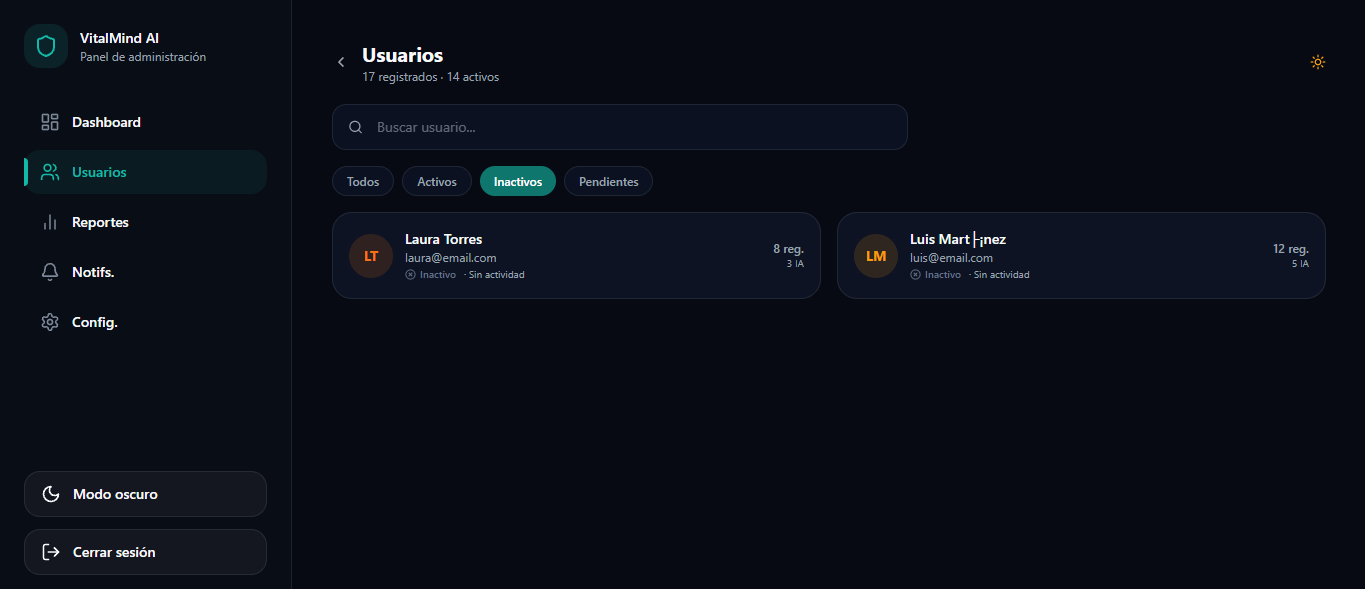 VitalMind AI
Panel de administración
Dashboard
Usuarios
Reportes
Notifs.
Config.
Modo oscuro
Cerrar sesión
Usuarios
17 registrados · 14 activos
Buscar usuario...
Todos
Activos
Inactivos
Pendientes
LT
Laura Torres
laura@email.com
Inactivo · Sin actividad
8 reg.
3 IA
LM
Luis Mart├¡nez
luis@email.com
Inactivo · Sin actividad
12 reg.
5 IA